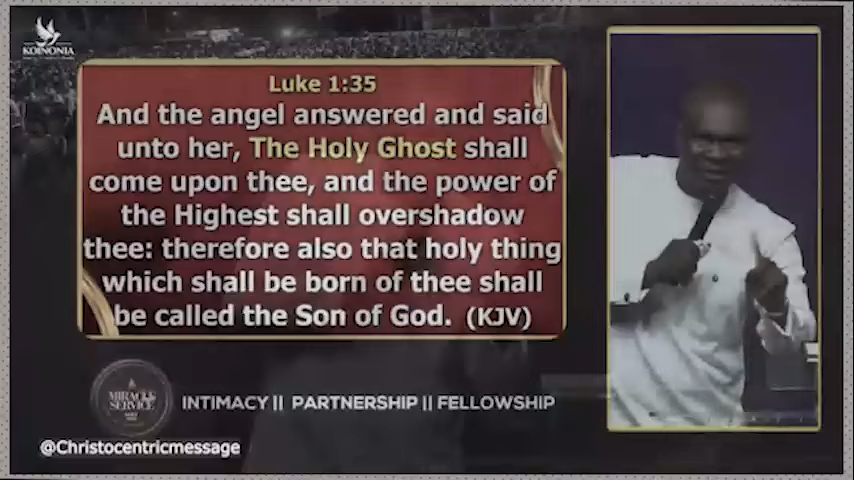 KOINONIA
Luke 1:35
And the angel answered and said
unto her, The Holy Ghost shall
come upon thee, and the power of
the Highest shall overshadow
thee: therefore also that holy thing
which shall be born of thee shall
be called the Son of God. (KJV)
MIRACLE
SERVICE
INTIMACY || PARTNERSHIP || FELLOWSHIP
@Christocentricmessage